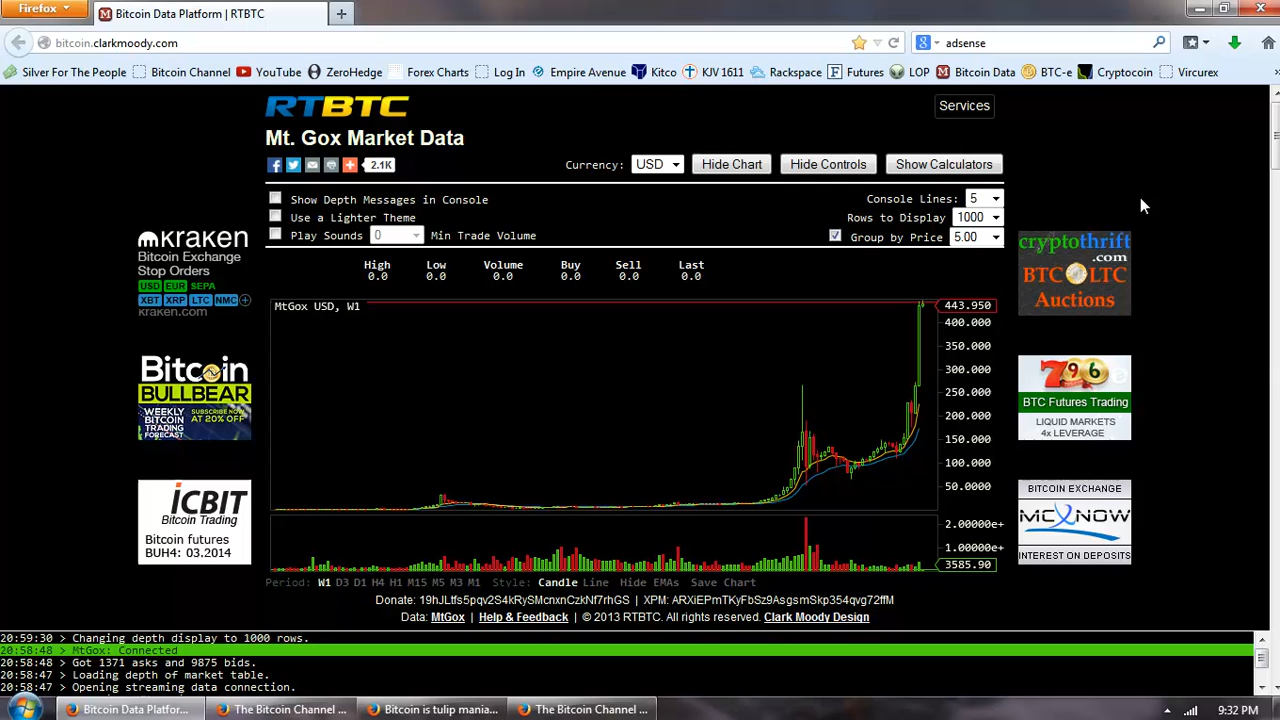 Firefox
Bitcoin Data Platform | RTBTC
bitcoin.clarkmoody.com
adsense
Silver For The People
Bitcoin Channel
YouTube
ZeroHedge
Forex Charts
Log In
Empire Avenue
Kitco
KJV 1611
Rackspace
Futures
LOP
Bitcoin Data
BTC-e
Cryptocoin
Vircurex
RTBTC
Services
Mt. Gox Market Data
2.1K
Currency: USD
Hide Chart
Hide Controls
Show Calculators
Show Depth Messages in Console
Console Lines: 5
Use a Lighter Theme
Rows to Display 1000
Play Sounds 0 Min Trade Volume
Group by Price 5.00
High Low Volume Buy Sell Last
0.0 0.0 0.0 0.0 0.0 0.0
kraken
Bitcoin Exchange
Stop Orders
USD EUR SEPA
XBT XRP LTC NMC
kraken.com
Bitcoin
BULLBEAR
WEEKLY BITCOIN TRADING FORECAST
SUBSCRIBE NOW AT 20% OFF
iCBIT
Bitcoin Trading
Bitcoin futures
BUH4: 03.2014
MtGox USD, W1
443.950
400.000
350.000
300.000
250.000
200.000
150.000
100.000
50.0000
2.00000e+
1.00000e+
3585.90
cryptothrift
.com
BTC LTC
Auctions
796
BTC Futures Trading
LIQUID MARKETS
4x LEVERAGE
BITCOIN EXCHANGE
MCXNOW
INTEREST ON DEPOSITS
Period: W1 D3 D1 H4 H1 M15 M5 M3 M1 Style: Candle Line Hide EMAs Save Chart
Donate: 19hJLtfs5pqv2S4kRySMcnxnCzkNf7rhGS | XPM: ARXiEPmTKyFbSz9AsgsmSkp354qvg72ffM
Data: MtGox | Help & Feedback | © 2013 RTBTC. All rights reserved. Clark Moody Design
20:59:30 > Changing depth display to 1000 rows.
20:58:48 > MtGox: Connected
20:58:48 > Got 1371 asks and 9875 bids.
20:58:47 > Loading depth of market table.
20:58:47 > Opening streaming data connection.
Bitcoin Data Platfor...
The Bitcoin Channel ...
Bitcoin is tulip mania...
The Bitcoin Channel ...
9:32 PM